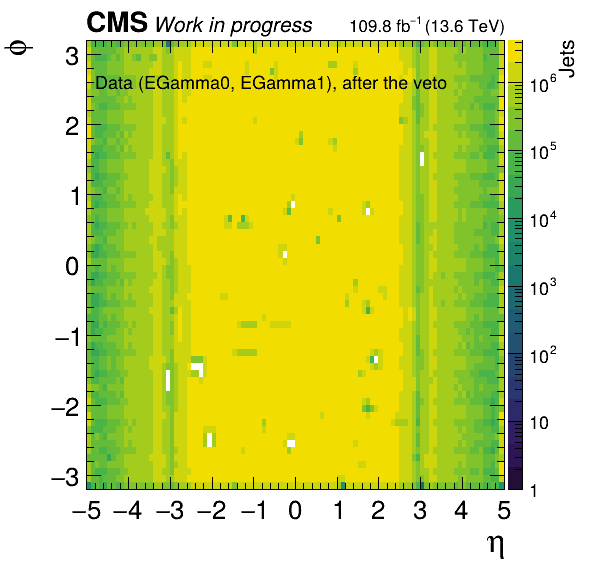 CMS Work in progress 109.8 fb⁻¹ (13.6 TeV)
ϕ
Jets
Data (EGamma0, EGamma1), after the veto
3
2
1
0
−1
−2
−3
10⁶
10⁵
10⁴
10³
10²
10
1
−5 −4 −3 −2 −1 0 1 2 3 4 5
η